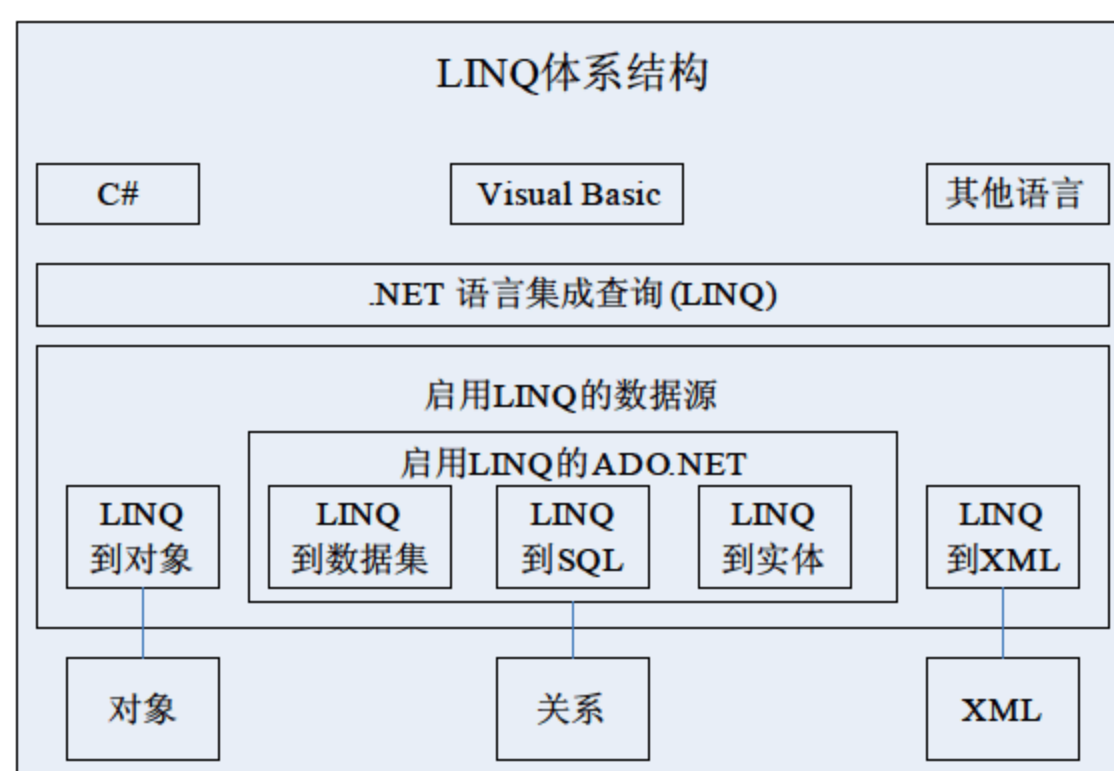 LINQ体系结构
C#
Visual Basic
其他语言
.NET 语言集成查询(LINQ)
启用LINQ的数据源
启用LINQ的ADO.NET
LINQ
到对象
LINQ
到数据集
LINQ
到SQL
LINQ
到实体
LINQ
到XML
对象
关系
XML